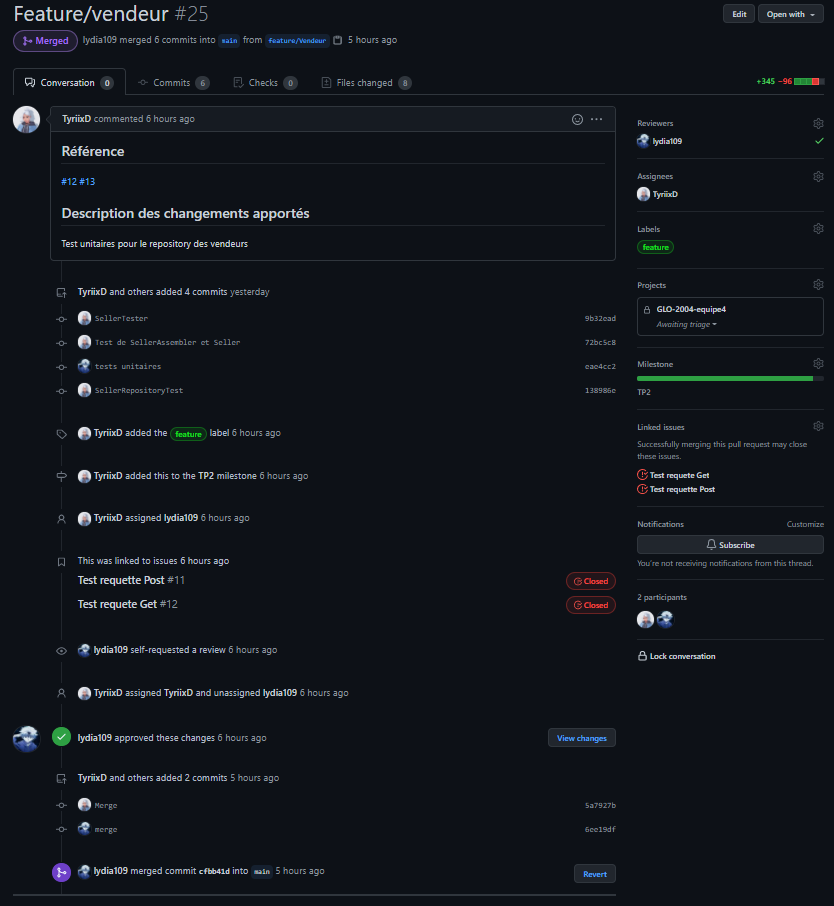 Feature/vendeur #25
Edit
Open with
Merged
lydia109 merged 6 commits into main from feature/Vendeur 5 hours ago
Conversation 0
Commits 6
Checks 0
Files changed 8
+345 −96
TyriixD commented 6 hours ago
Référence
#12 #13
Description des changements apportés
Test unitaires pour le repository des vendeurs
TyriixD and others added 4 commits yesterday
SellerTester 9b32ead
Test de SellerAssembler et Seller 72bc5c8
tests unitaires eae4cc2
SellerRepositoryTest 138986e
TyriixD added the feature label 6 hours ago
TyriixD added this to the TP2 milestone 6 hours ago
TyriixD assigned lydia109 6 hours ago
This was linked to issues 6 hours ago
Test requette Post #11 Closed
Test requete Get #12 Closed
lydia109 self-requested a review 6 hours ago
TyriixD assigned TyriixD and unassigned lydia109 6 hours ago
lydia109 approved these changes 6 hours ago
View changes
TyriixD and others added 2 commits 5 hours ago
Merge 5a7927b
merge 6ee19df
lydia109 merged commit cfbb41d into main 5 hours ago
Revert
Reviewers
lydia109
Assignees
TyriixD
Labels
feature
Projects
GLO-2004-equipe4
Awaiting triage
Milestone
TP2
Linked issues
Successfully merging this pull request may close
these issues.
Test requete Get
Test requette Post
Notifications
Customize
Subscribe
You're not receiving notifications from this thread.
2 participants
Lock conversation